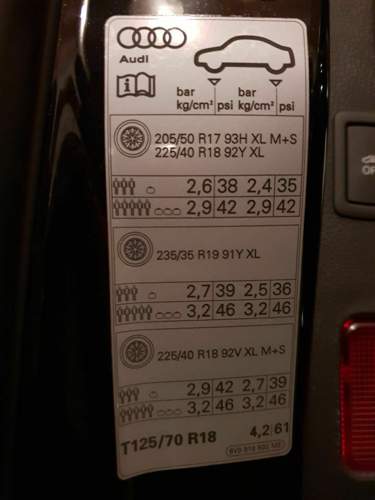 Audi
bar bar
kg/cm² psi kg/cm² psi
205/50 R17 93H XL M+S
225/40 R18 92Y XL
2,6 38 2,4 35
2,9 42 2,9 42
235/35 R19 91Y XL
2,7 39 2,5 36
3,2 46 3,2 46
225/40 R18 92V XL M+S
2,9 42 2,7 39
3,2 46 3,2 46
T125/70 R18 4,2 61